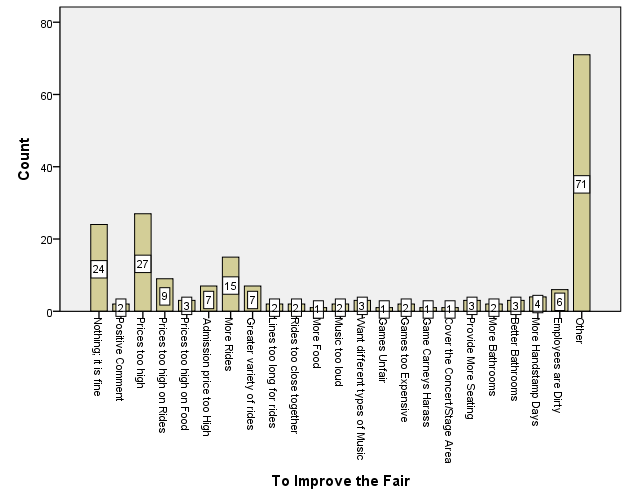 80
60
40
20
0
Count
24
2
27
9
3
7
15
7
2
2
1
2
3
1
2
1
1
3
2
3
4
6
71
Nothing; it is fine
Positive Comment
Prices too high
Prices too high on Rides
Prices too high on Food
Admission price too High
More Rides
Greater variety of rides
Lines too long for rides
Rides too close together
More Food
Music too loud
Want different types of Music
Games Unfair
Games too Expensive
Game Carneys Harass
Cover the Concert/Stage Area
Provide More Seating
More Bathrooms
Better Bathrooms
More Handstamp Days
Employees are Dirty
Other
To Improve the Fair